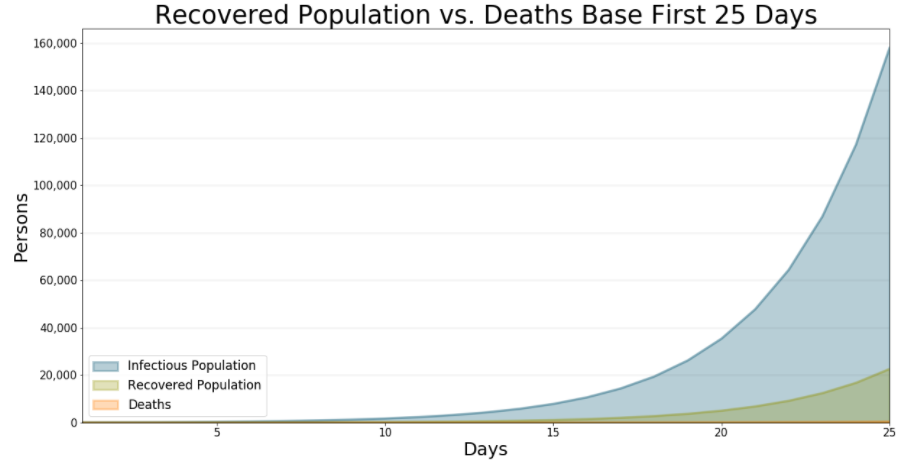 Recovered Population vs. Deaths Base First 25 Days
160,000
140,000
120,000
100,000
80,000
60,000
40,000
20,000
0
Persons
Infectious Population
Recovered Population
Deaths
5
10
15
20
25
Days